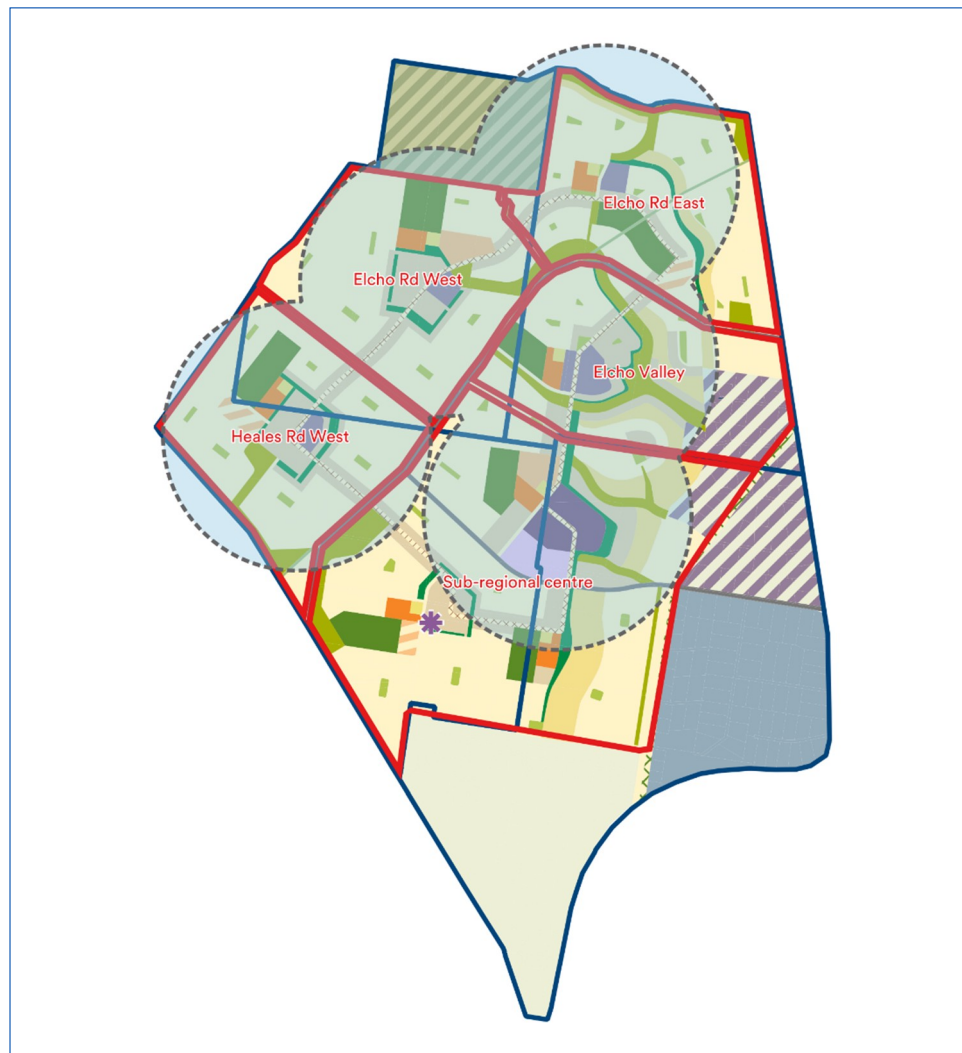 Elcho Rd East
Elcho Rd West
Elcho Valley
Heales Rd West
Sub-regional centre